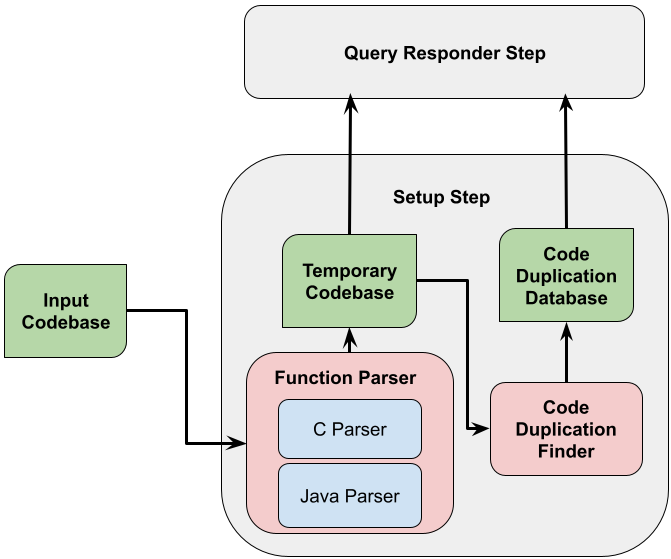 Query Responder Step
Setup Step
Temporary
Codebase
Code
Duplication
Database
Input
Codebase
Function Parser
C Parser
Java Parser
Code
Duplication
Finder